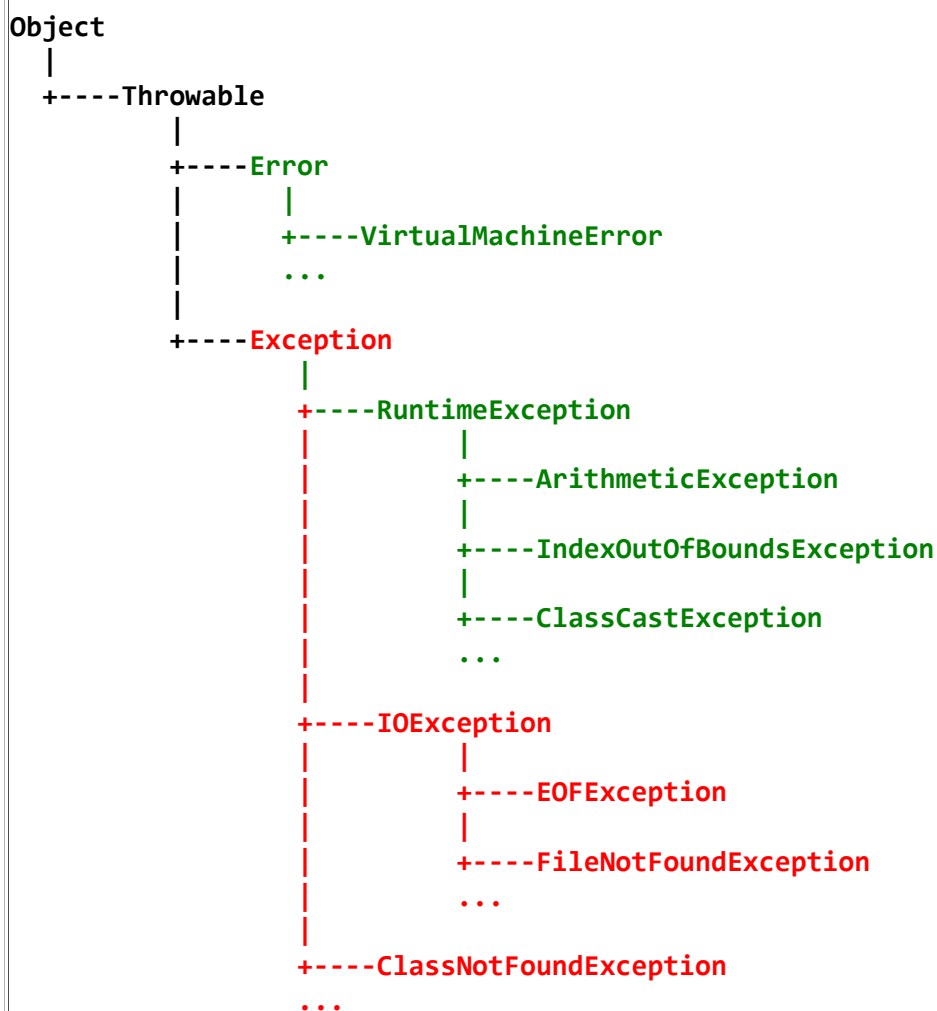 Object
  |
  +----Throwable
          |
          +----Error
          |      |
          |      +----VirtualMachineError
          |      ...
          |
          +----Exception
                  |
                  +----RuntimeException
                  |         |
                  |         +----ArithmeticException
                  |         |
                  |         +----IndexOutOfBoundsException
                  |         |
                  |         +----ClassCastException
                  |         ...
                  |
                  +----IOException
                  |         |
                  |         +----EOFException
                  |         |
                  |         +----FileNotFoundException
                  |         ...
                  |
                  +----ClassNotFoundException
                  ...